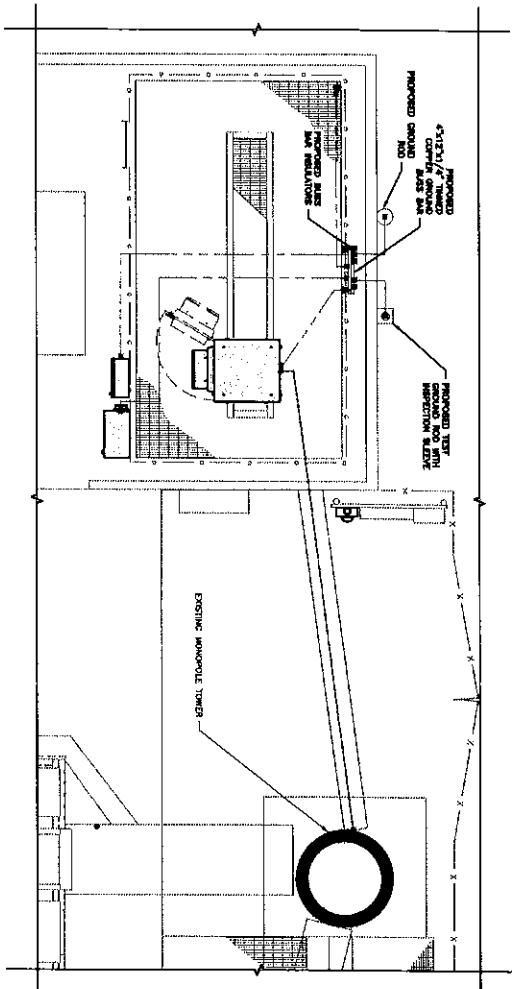 PROPOSED
4"x12"x1/4" TINNED
COPPER GROUND
BUSS BAR
PROPOSED GROUND
ROD
PROPOSED BUSS
BAR INSULATORS
PROPOSED TEST
GROUND ROD WITH
INSPECTION SLEEVE
EXISTING MONOPOLE TOWER
X
X
X
X
X
X
X
X